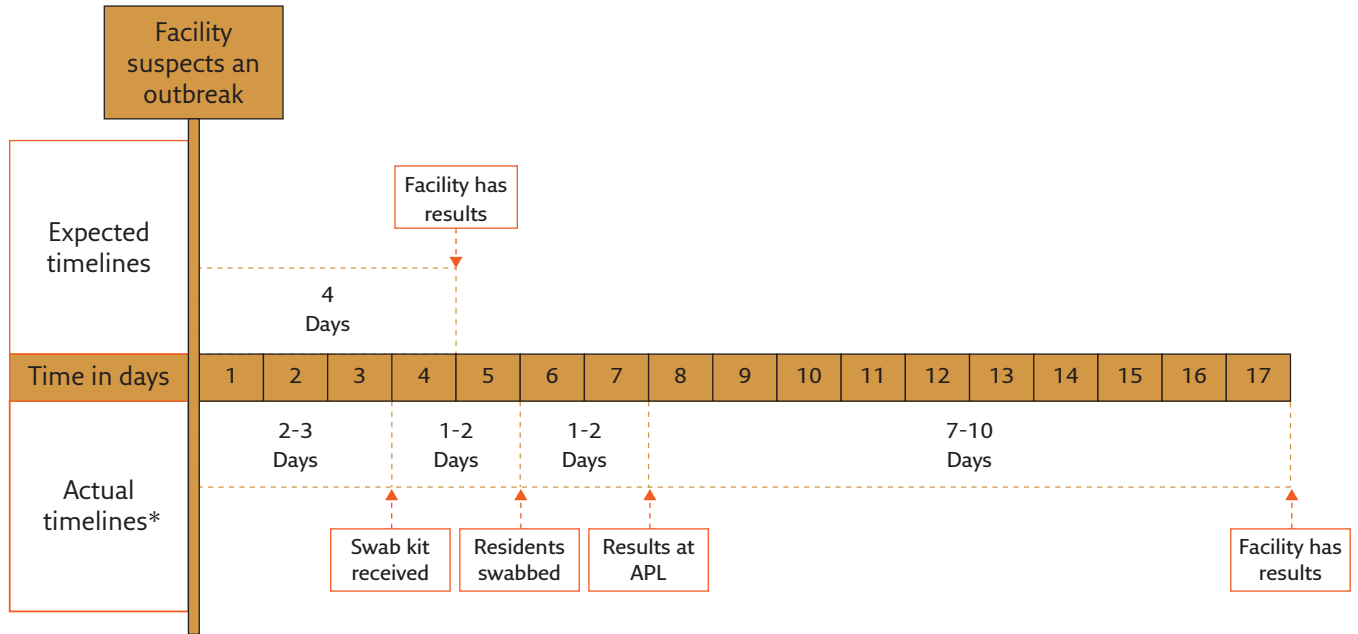 Facility
suspects an
outbreak
Facility has
results
Expected
timelines
4
Days
Time in days
1 2 3 4 5 6 7 8 9 10 11 12 13 14 15 16 17
2-3
Days
1-2
Days
1-2
Days
7-10
Days
Actual
timelines*
Swab kit
received
Residents
swabbed
Results at
APL
Facility has
results